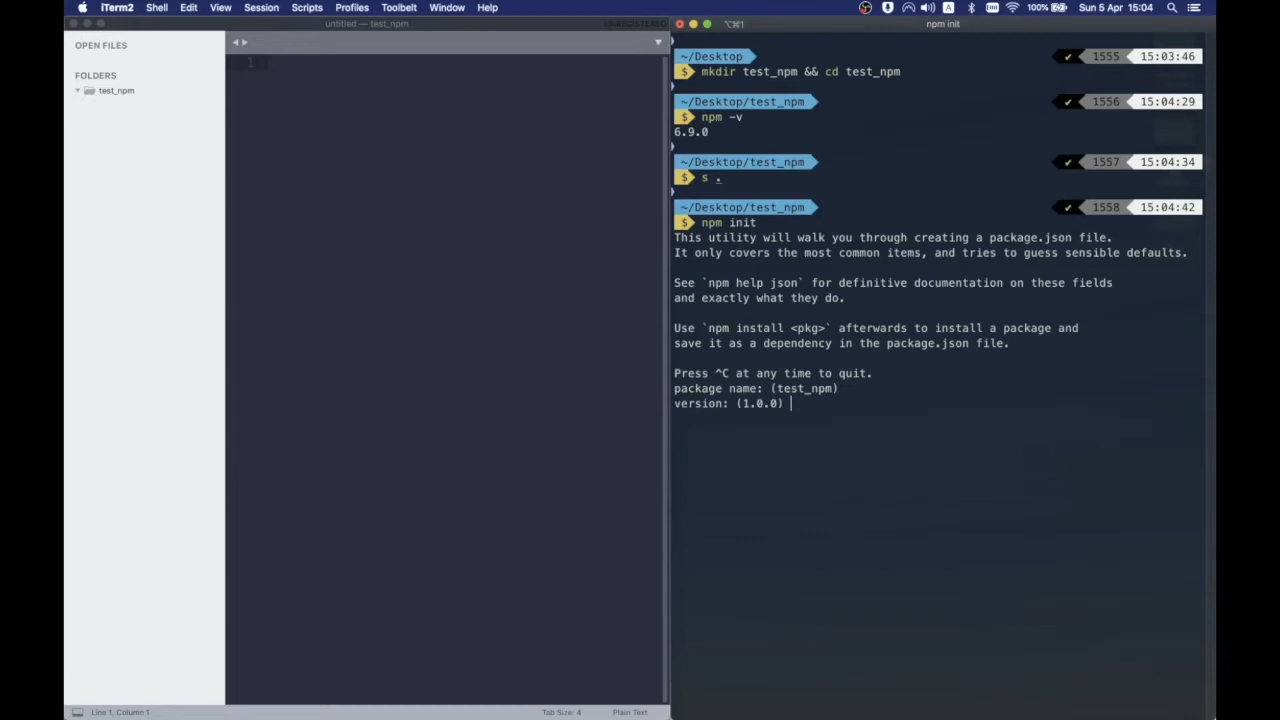 iTerm2 Shell Edit View Session Scripts Profiles Toolbelt Window Help 100% Sun 5 Apr 15:04
untitled — test_npm
OPEN FILES
FOLDERS
test_npm
1
Line 1, Column 1 Tab Size: 4 Plain Text
⌥⌘1 npm init
~/Desktop ✔ 1555 15:03:46
$ mkdir test_npm && cd test_npm
~/Desktop/test_npm ✔ 1556 15:04:29
$ npm -v
6.9.0
~/Desktop/test_npm ✔ 1557 15:04:34
$ s .
~/Desktop/test_npm ✔ 1558 15:04:42
$ npm init
This utility will walk you through creating a package.json file.
It only covers the most common items, and tries to guess sensible defaults.
See `npm help json` for definitive documentation on these fields
and exactly what they do.
Use `npm install <pkg>` afterwards to install a package and
save it as a dependency in the package.json file.
Press ^C at any time to quit.
package name: (test_npm)
version: (1.0.0)